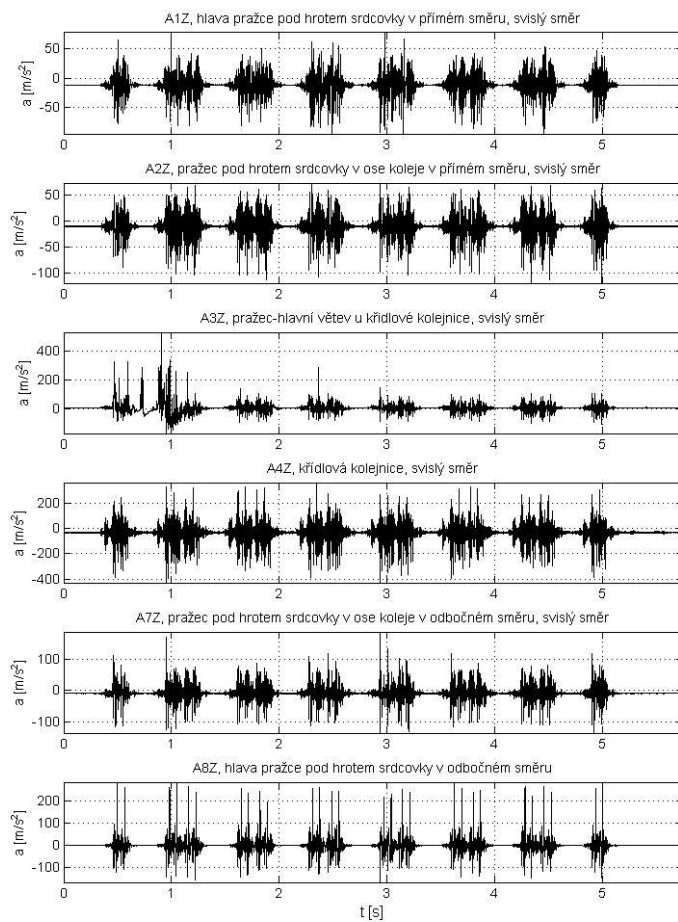 A1Z, hlava pražce pod hrotem srdcovky v přímém směru, svislý směr
a [m/s²]
50
0
-50
0 1 2 3 4 5
A2Z, pražec pod hrotem srdcovky v ose koleje v přímém směru, svislý směr
a [m/s²]
50
0
-50
-100
0 1 2 3 4 5
A3Z, pražec-hlavní větev u křídlové kolejnice, svislý směr
a [m/s²]
400
200
0
0 1 2 3 4 5
A4Z, křídlová kolejnice, svislý směr
a [m/s²]
200
0
-200
-400
0 1 2 3 4 5
A7Z, pražec pod hrotem srdcovky v ose koleje v odbočném směru, svislý směr
a [m/s²]
100
0
-100
0 1 2 3 4 5
A8Z, hlava pražce pod hrotem srdcovky v odbočném směru
a [m/s²]
200
100
0
-100
0 1 2 3 4 5
t [s]